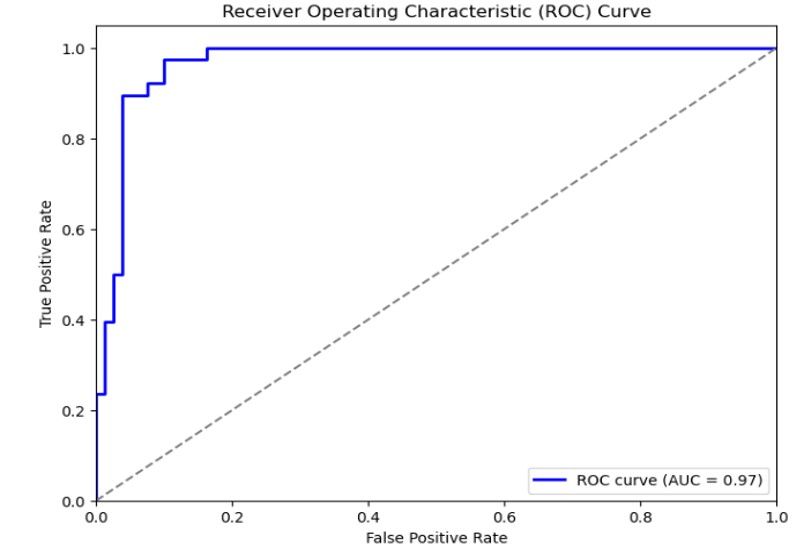 Receiver Operating Characteristic (ROC) Curve
True Positive Rate
1.0
0.8
0.6
0.4
0.2
0.0
0.0 0.2 0.4 0.6 0.8 1.0
False Positive Rate
ROC curve (AUC = 0.97)